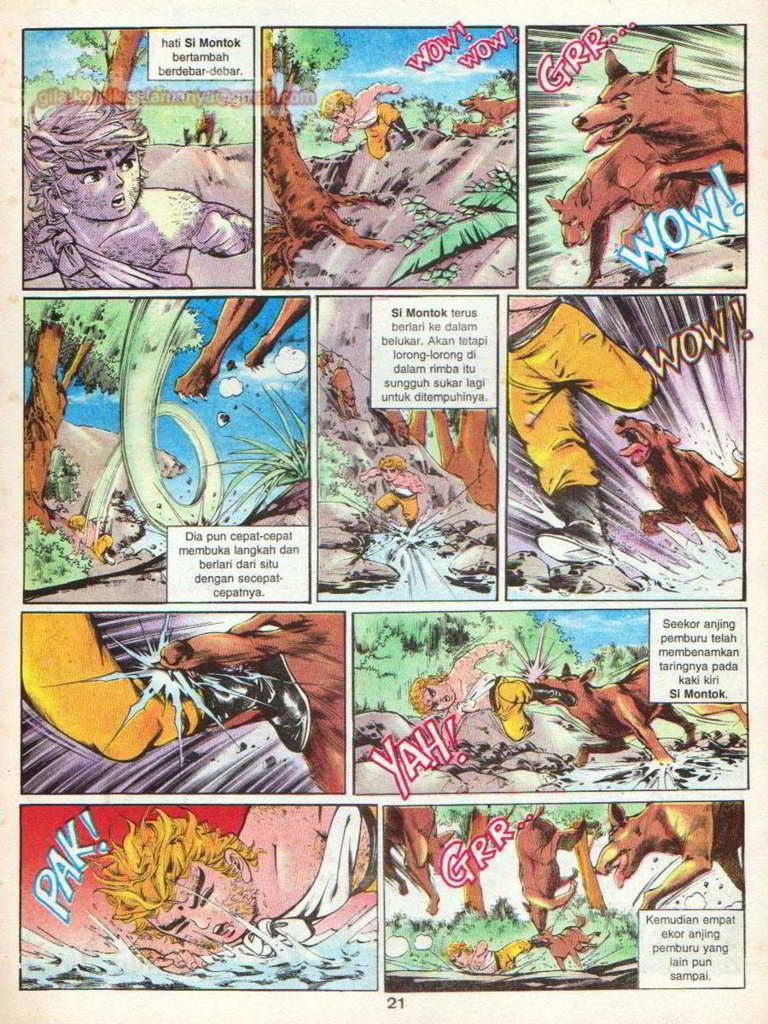 hati Si Montok
bertambah
berdebar-debar.
WOW!
WOW!
GRR...
WOW!
Dia pun cepat-cepat
membuka langkah dan
berlari dari situ
dengan secepat-
cepatnya.
Si Montok terus
berlari ke dalam
belukar. Akan tetapi
lorong-lorong di
dalam rimba itu
sungguh sukar lagi
untuk ditempuhinya.
WOW!
YAH!
Seekor anjing
pemburu telah
membenamkan
taringnya pada
kaki kiri
Si Montok.
PAK!
GRR...
Kemudian empat
ekor anjing
pemburu yang
lain pun
sampai.
21